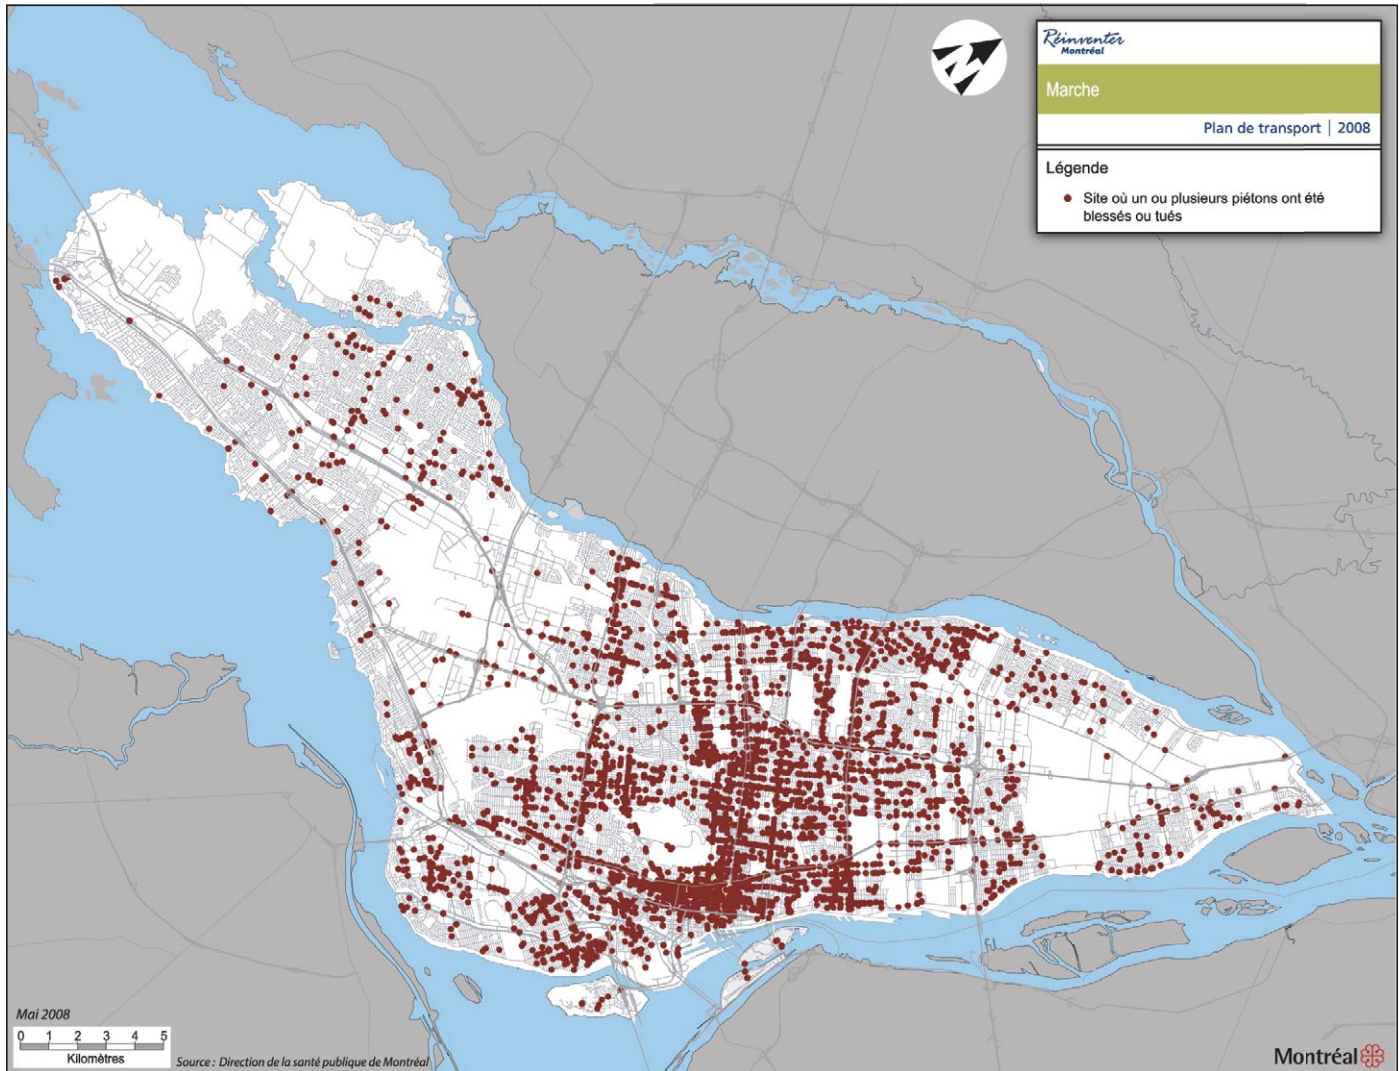 Réinventer
Montréal
Marche
Plan de transport | 2008
Légende
Site où un ou plusieurs piétons ont été
blessés ou tués
Mai 2008
0 1 2 3 4 5
Kilomètres
Source : Direction de la santé publique de Montréal
Montréal